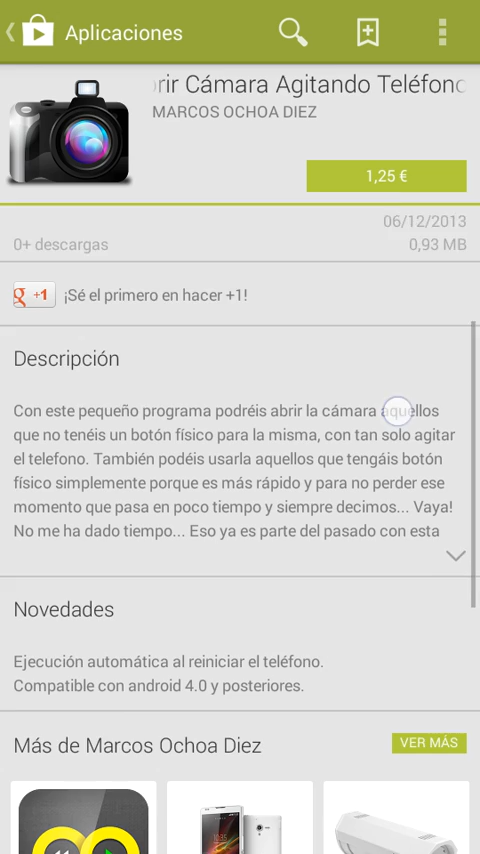 Aplicaciones
rir Cámara Agitando Teléfono
MARCOS OCHOA DIEZ
1,25 €
06/12/2013
0+ descargas
0,93 MB
g +1
¡Sé el primero en hacer +1!
Descripción
Con este pequeño programa podréis abrir la cámara aquellos
que no tenéis un botón físico para la misma, con tan solo agitar
el telefono. También podéis usarla aquellos que tengáis botón
físico simplemente porque es más rápido y para no perder ese
momento que pasa en poco tiempo y siempre decimos... Vaya!
No me ha dado tiempo... Eso ya es parte del pasado con esta
Novedades
Ejecución automática al reiniciar el teléfono.
Compatible con android 4.0 y posteriores.
Más de Marcos Ochoa Diez
VER MÁS